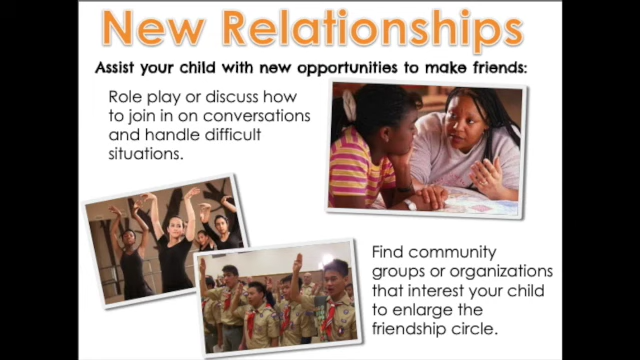 New Relationships
Assist your child with new opportunities to make friends:
Role play or discuss how
to join in on conversations
and handle difficult
situations.
Find community
groups or organizations
that interest your child
to enlarge the
friendship circle.